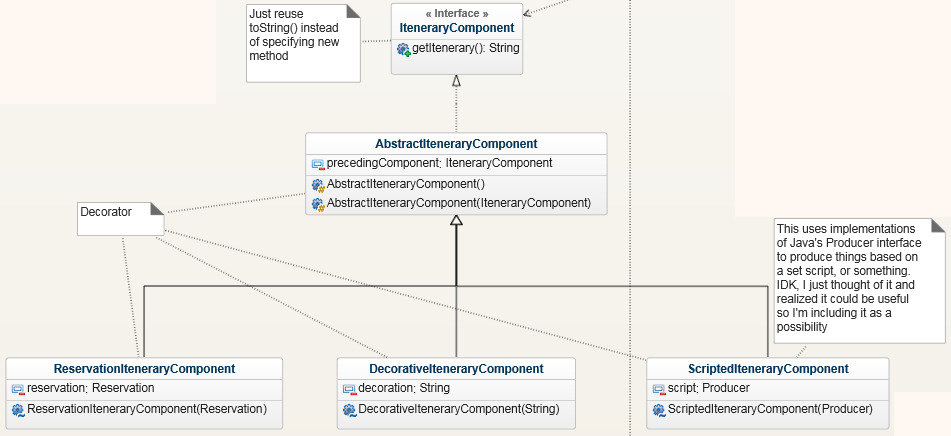 Just reuse
toString() instead
of specifying new
method
« Interface »
IteneraryComponent
getItenerary(): String
AbstractIteneraryComponent
precedingComponent: IteneraryComponent
AbstractIteneraryComponent()
AbstractIteneraryComponent(IteneraryComponent)
Decorator
This uses implementations
of Java's Producer interface
to produce things based on
a set script, or something.
IDK, I just thought of it and
realized it could be useful
so I'm including it as a
possibility
ReservationIteneraryComponent
reservation: Reservation
ReservationIteneraryComponent(Reservation)
DecorativeIteneraryComponent
decoration: String
DecorativeIteneraryComponent(String)
ScriptedIteneraryComponent
script: Producer
ScriptedIteneraryComponent(Producer)